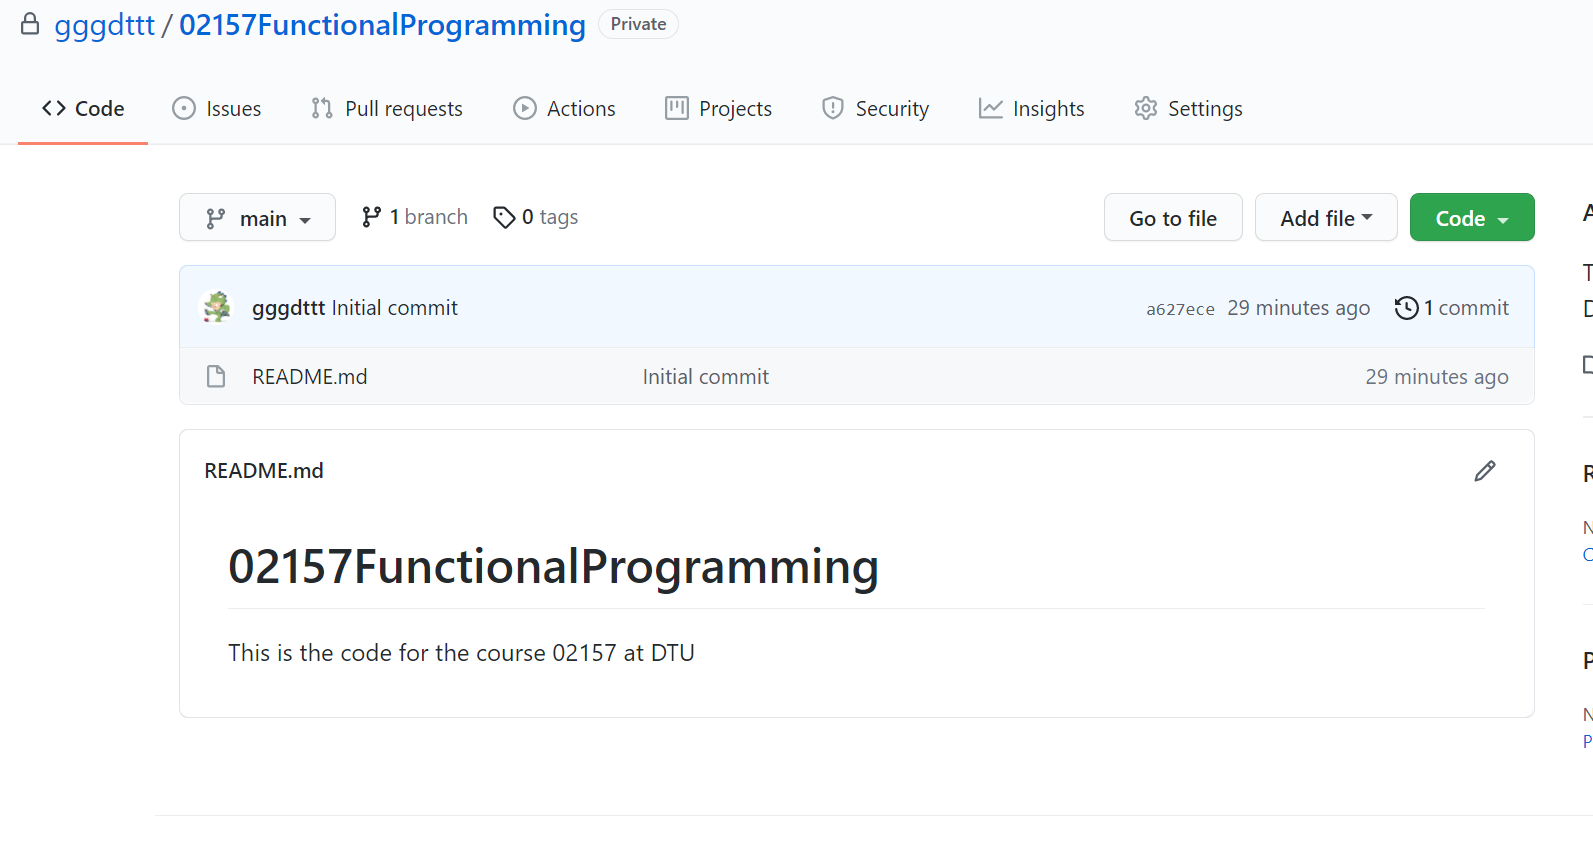 gggdttt / 02157FunctionalProgramming Private
Code Issues Pull requests Actions Projects Security Insights Settings
main 1 branch 0 tags Go to file Add file Code
gggdttt Initial commit a627ece 29 minutes ago 1 commit
README.md Initial commit 29 minutes ago
README.md
02157FunctionalProgramming
This is the code for the course 02157 at DTU